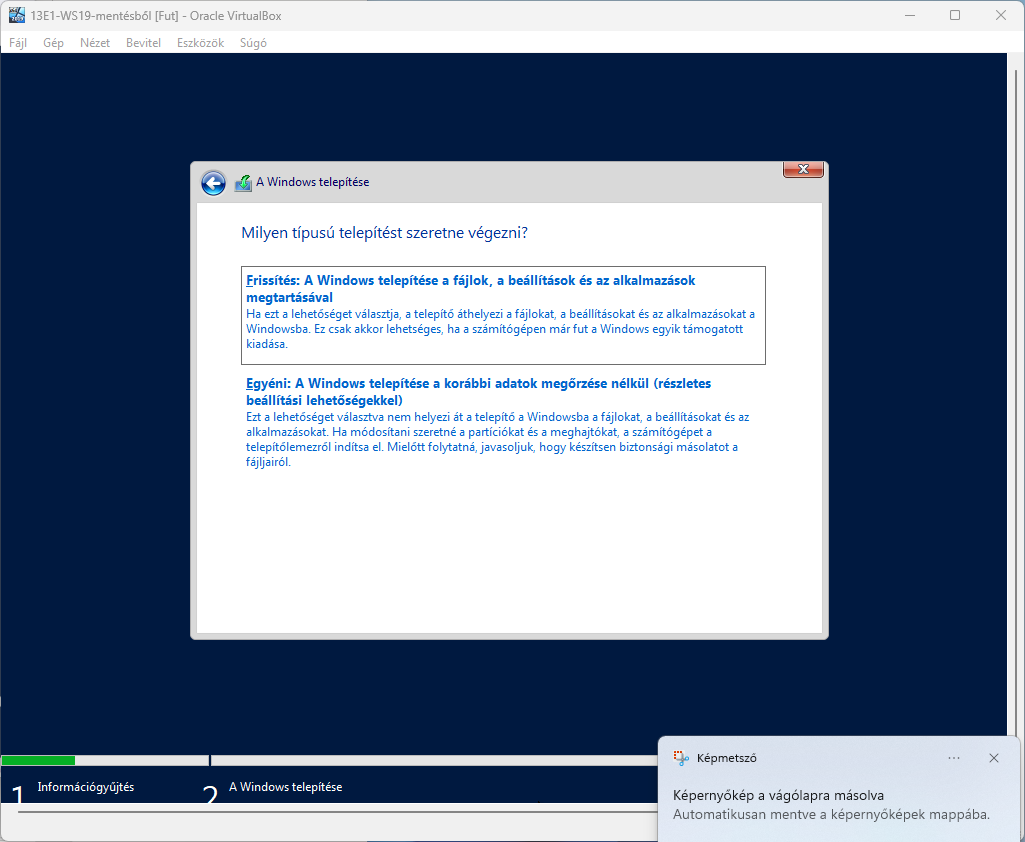 13E1-WS19-mentésből [Fut] - Oracle VirtualBox
Fájl Gép Nézet Bevitel Eszközök Súgó
A Windows telepítése
Milyen típusú telepítést szeretne végezni?
Frissítés: A Windows telepítése a fájlok, a beállítások és az alkalmazások
megtartásával
Ha ezt a lehetőséget választja, a telepítő áthelyezi a fájlokat, a beállításokat és az alkalmazásokat a
Windowsba. Ez csak akkor lehetséges, ha a számítógépen már fut a Windows egyik támogatott
kiadása.
Egyéni: A Windows telepítése a korábbi adatok megőrzése nélkül (részletes
beállítási lehetőségekkel)
Ezt a lehetőséget választva nem helyezi át a telepítő a Windowsba a fájlokat, a beállításokat és az
alkalmazásokat. Ha módosítani szeretné a partíciókat és a meghajtókat, a számítógépet a
telepítőlemezről indítsa el. Mielőtt folytatná, javasoljuk, hogy készítsen biztonsági másolatot a
fájljairól.
1 Információgyűjtés 2 A Windows telepítése
Képmetsző
Képernyőkép a vágólapra másolva
Automatikusan mentve a képernyőképek mappába.